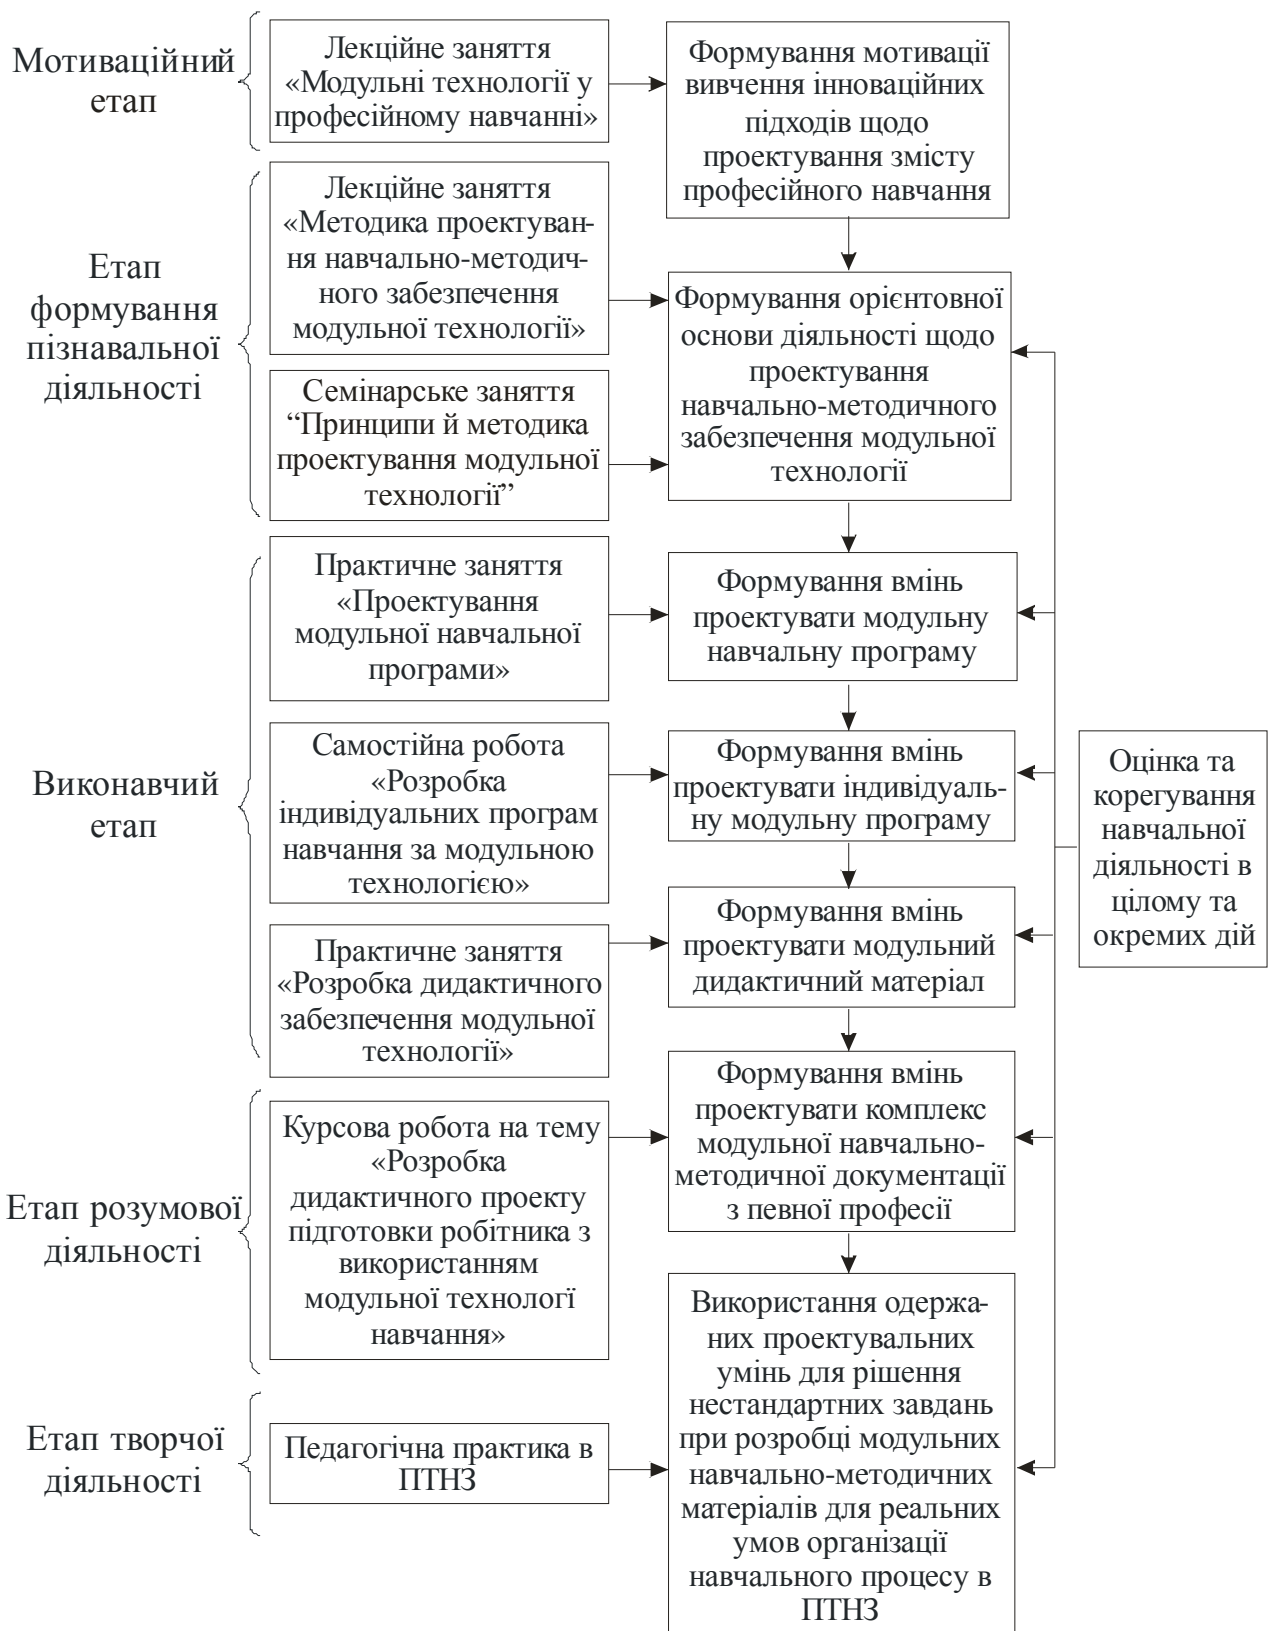 Мотиваційний
етап
Лекційне заняття
«Модульні технології у
професійному навчанні»
Формування мотивації
вивчення інноваційних
підходів щодо
проектування змісту
професійного навчання
Етап
формування
пізнавальної
діяльності
Лекційне заняття
«Методика проектуван-
ня навчально-методич-
ного забезпечення
модульної технології»
Семінарське заняття
“Принципи й методика
проектування модульної
технології”
Формування орієнтовної
основи діяльності щодо
проектування
навчально-методичного
забезпечення модульної
технології
Виконавчий
етап
Практичне заняття
«Проектування
модульної навчальної
програми»
Формування вмінь
проектувати модульну
навчальну програму
Самостійна робота
«Розробка
індивідуальних програм
навчання за модульною
технологією»
Формування вмінь
проектувати індивідуаль-
ну модульну програму
Практичне заняття
«Розробка дидактичного
забезпечення модульної
технології»
Формування вмінь
проектувати модульний
дидактичний матеріал
Оцінка та
корегування
навчальної
діяльності в
цілому та
окремих дій
Етап розумової
діяльності
Курсова робота на тему
«Розробка
дидактичного проекту
підготовки робітника з
використанням
модульної технологі
навчання»
Формування вмінь
проектувати комплекс
модульної навчально-
методичної документації
з певної професії
Етап творчої
діяльності
Педагогічна практика в
ПТНЗ
Використання одержа-
них проектувальних
умінь для рішення
нестандартних завдань
при розробці модульних
навчально-методичних
матеріалів для реальних
умов організації
навчального процесу в
ПТНЗ